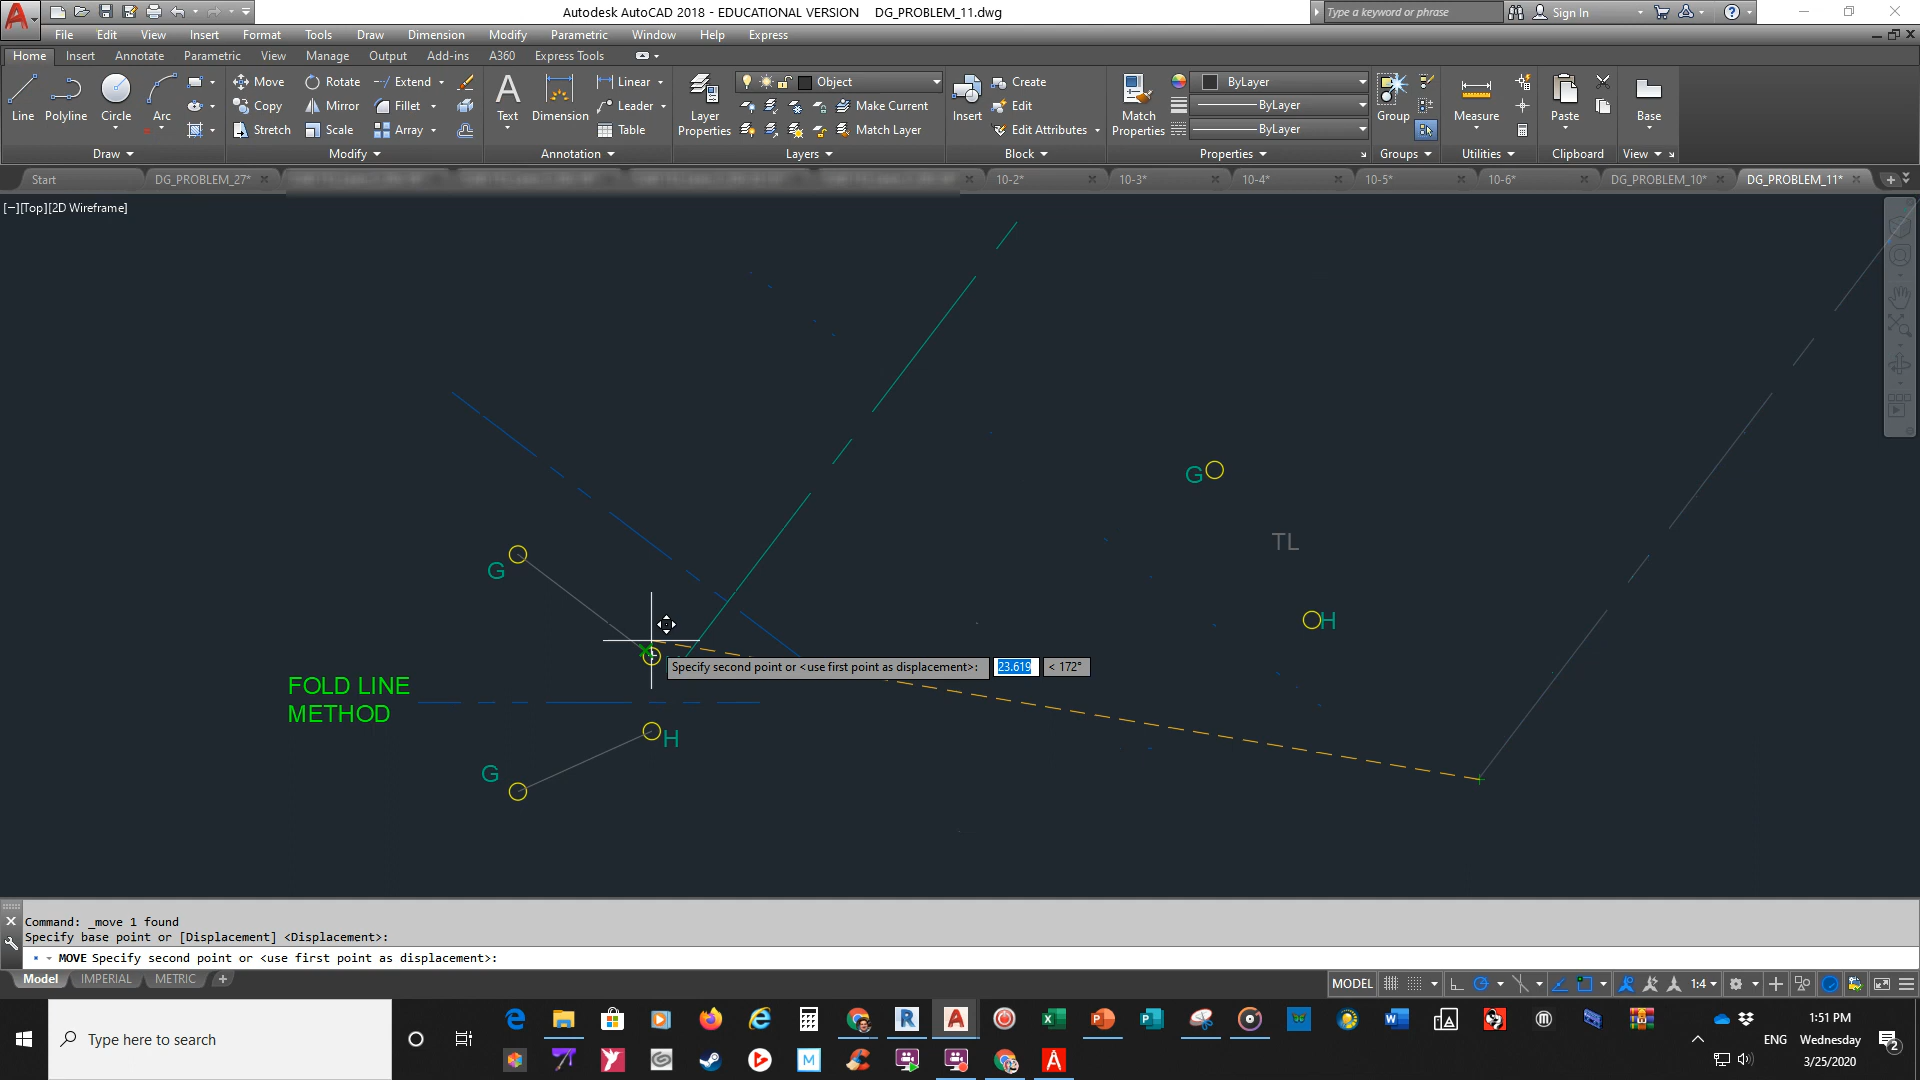 Autodesk AutoCAD 2018 - EDUCATIONAL VERSION DG_PROBLEM_11.dwg
Type a keyword or phrase
Sign In
File Edit View Insert Format Tools Draw Dimension Modify Parametric Window Help Express
Home Insert Annotate Parametric View Manage Output Add-ins A360 Express Tools
Move Rotate Extend Linear Object Create ByLayer
Copy Mirror Fillet Leader Make Current Edit ByLayer
Line Polyline Circle Arc Text Dimension Layer Properties Insert Match Properties Group Measure Paste Base
Stretch Scale Array Table Match Layer Edit Attributes ByLayer
Draw Modify Annotation Layers Block Properties Groups Utilities Clipboard View
Start DG_PROBLEM_27* 10-2* 10-3* 10-4* 10-5* 10-6* DG_PROBLEM_10* DG_PROBLEM_11*
[−][Top][2D Wireframe]
G
TL
G
H
Specify second point or <use first point as displacement>: 23.619 < 172°
FOLD LINE
METHOD
H
G
Command: _move 1 found
Specify base point or [Displacement] <Displacement>:
MOVE Specify second point or <use first point as displacement>:
Model IMPERIAL METRIC +
MODEL 1:4
Type here to search
1:51 PM
ENG Wednesday
3/25/2020
2